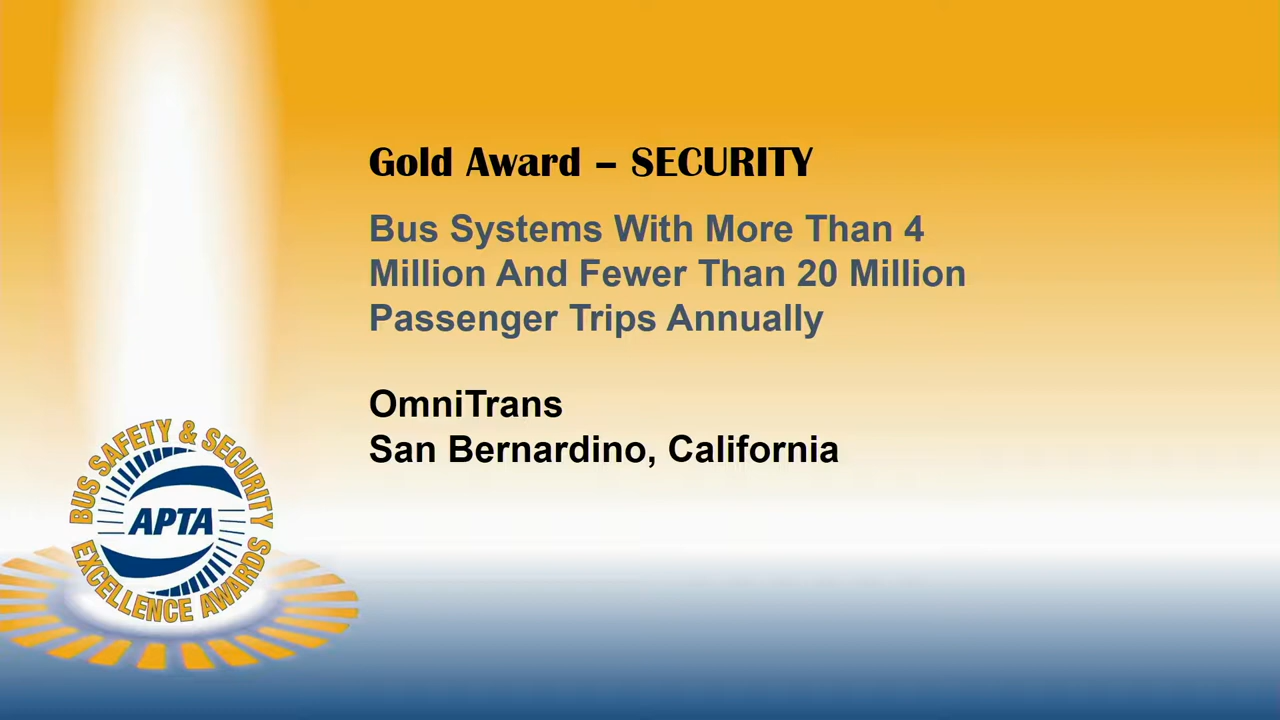 Gold Award – SECURITY
Bus Systems With More Than 4
Million And Fewer Than 20 Million
Passenger Trips Annually
OmniTrans
San Bernardino, California
BUS SAFETY & SECURITY
APTA
EXCELLENCE AWARDS